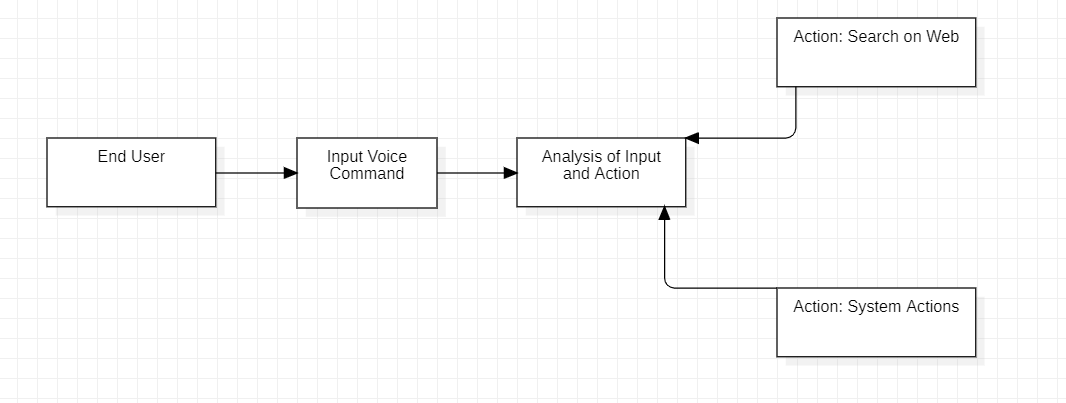 Action: Search on Web
End User
Input Voice
Command
Analysis of Input
and Action
Action: System Actions